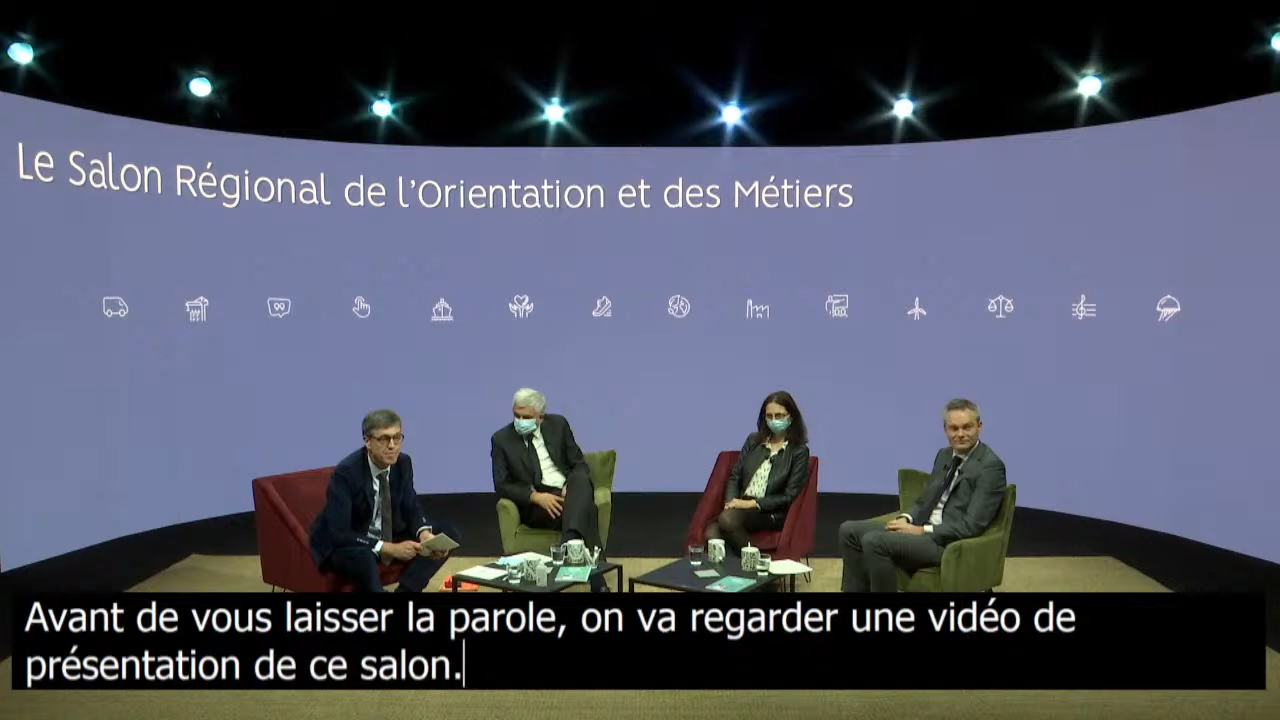 Le Salon Régional de l'Orientation et des Métiers
Avant de vous laisser la parole, on va regarder une vidéo de
présentation de ce salon.